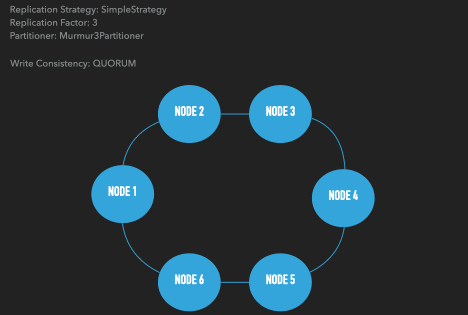 Replication Strategy: SimpleStrategy
Replication Factor: 3
Partitioner: Murmur3Partitioner
Write Consistency: QUORUM
NODE 2
NODE 3
NODE 1
NODE 4
NODE 6
NODE 5